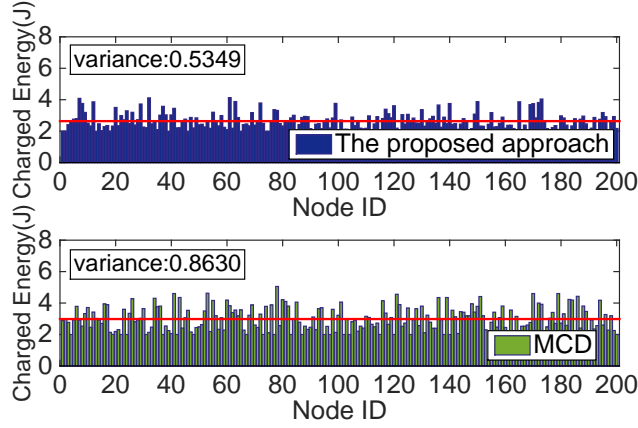 Charged Energy(J)
8
6
4
2
0
variance:0.5349
The proposed approach
0 20 40 60 80 100 120 140 160 180 200
Node ID
Charged Energy(J)
8
6
4
2
0
variance:0.8630
MCD
0 20 40 60 80 100 120 140 160 180 200
Node ID